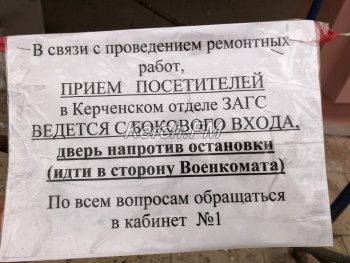 В связи с проведением ремонтных
работ,
ПРИЕМ ПОСЕТИТЕЛЕЙ
в Керченском отделе ЗАГС
ВЕДЕТСЯ С БОКОВОГО ВХОДА,
дверь напротив остановки
(идти в сторону Военкомата)
По всем вопросам обращаться
в кабинет №1